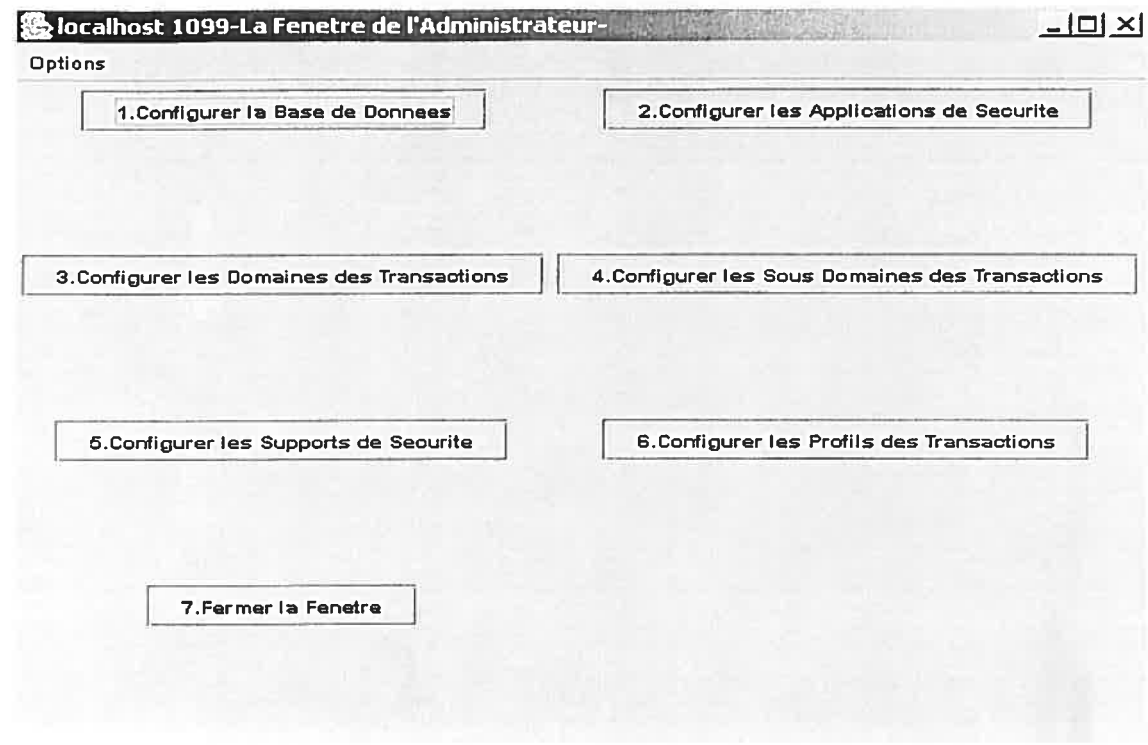 localhost 1099-La Fenetre de l'Administrateur-
Options
1.Configurer la Base de Donnees
2.Configurer les Applications de Securite
3.Configurer les Domaines des Transactions
4.Configurer les Sous Domaines des Transactions
5.Configurer les Supports de Securite
6.Configurer les Profils des Transactions
7.Fermer la Fenetre